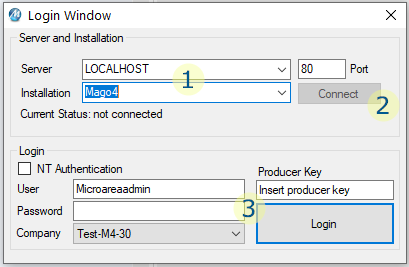 Login Window
Server and Installation
Server LOCALHOST 80 Port
1
Installation Mago4 Connect
2
Current Status: not connected
Login
NT Authentication
Producer Key
User Microareaadmin Insert producer key
Password 3 Login
Company Test-M4-30